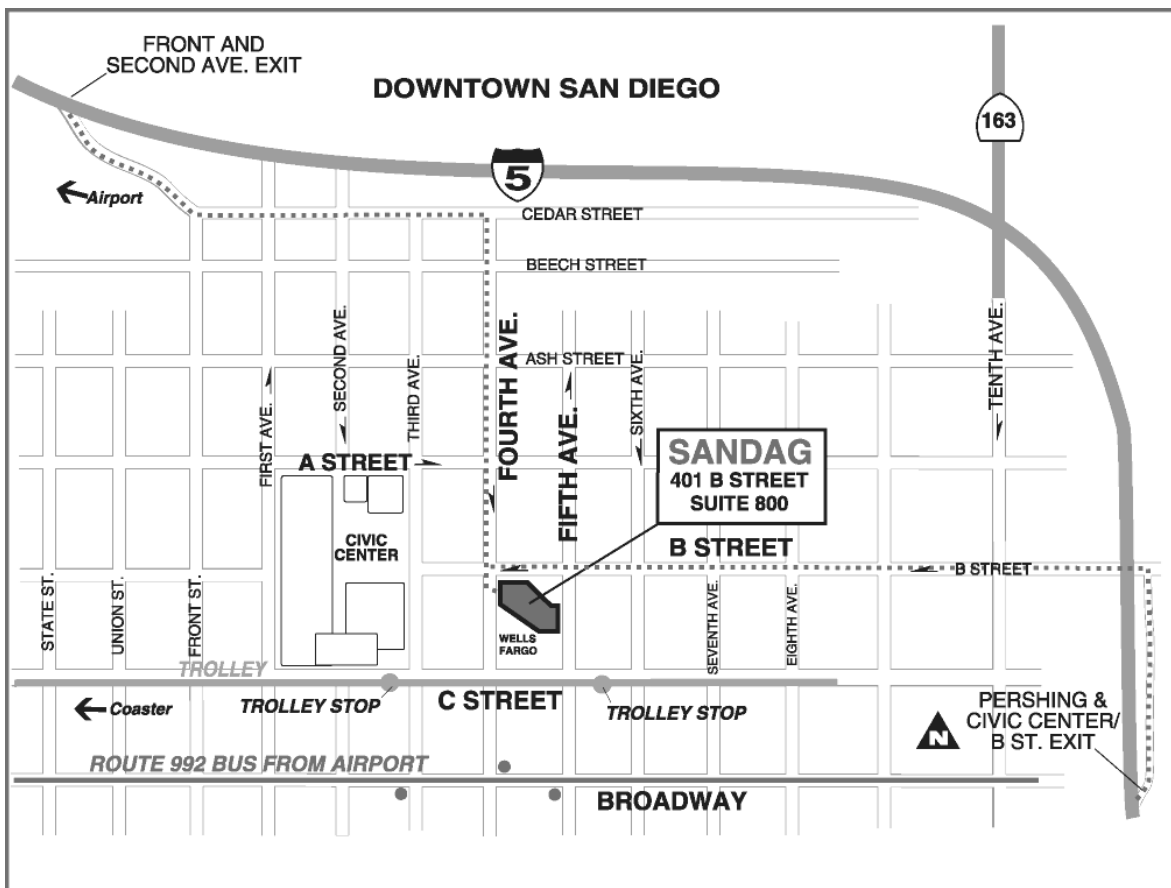 FRONT AND
SECOND AVE. EXIT
DOWNTOWN SAN DIEGO
163
5
Airport
CEDAR STREET
BEECH STREET
ASH STREET
FIRST AVE.
SECOND AVE.
THIRD AVE.
FOURTH AVE.
FIFTH AVE.
SIXTH AVE.
TENTH AVE.
A STREET
SANDAG
401 B STREET
SUITE 800
CIVIC
CENTER
B STREET
B STREET
STATE ST.
UNION ST.
FRONT ST.
WELLS
FARGO
SEVENTH AVE.
EIGHTH AVE.
TROLLEY
Coaster
TROLLEY STOP
C STREET
TROLLEY STOP
PERSHING &
CIVIC CENTER/
B ST. EXIT
N
ROUTE 992 BUS FROM AIRPORT
BROADWAY